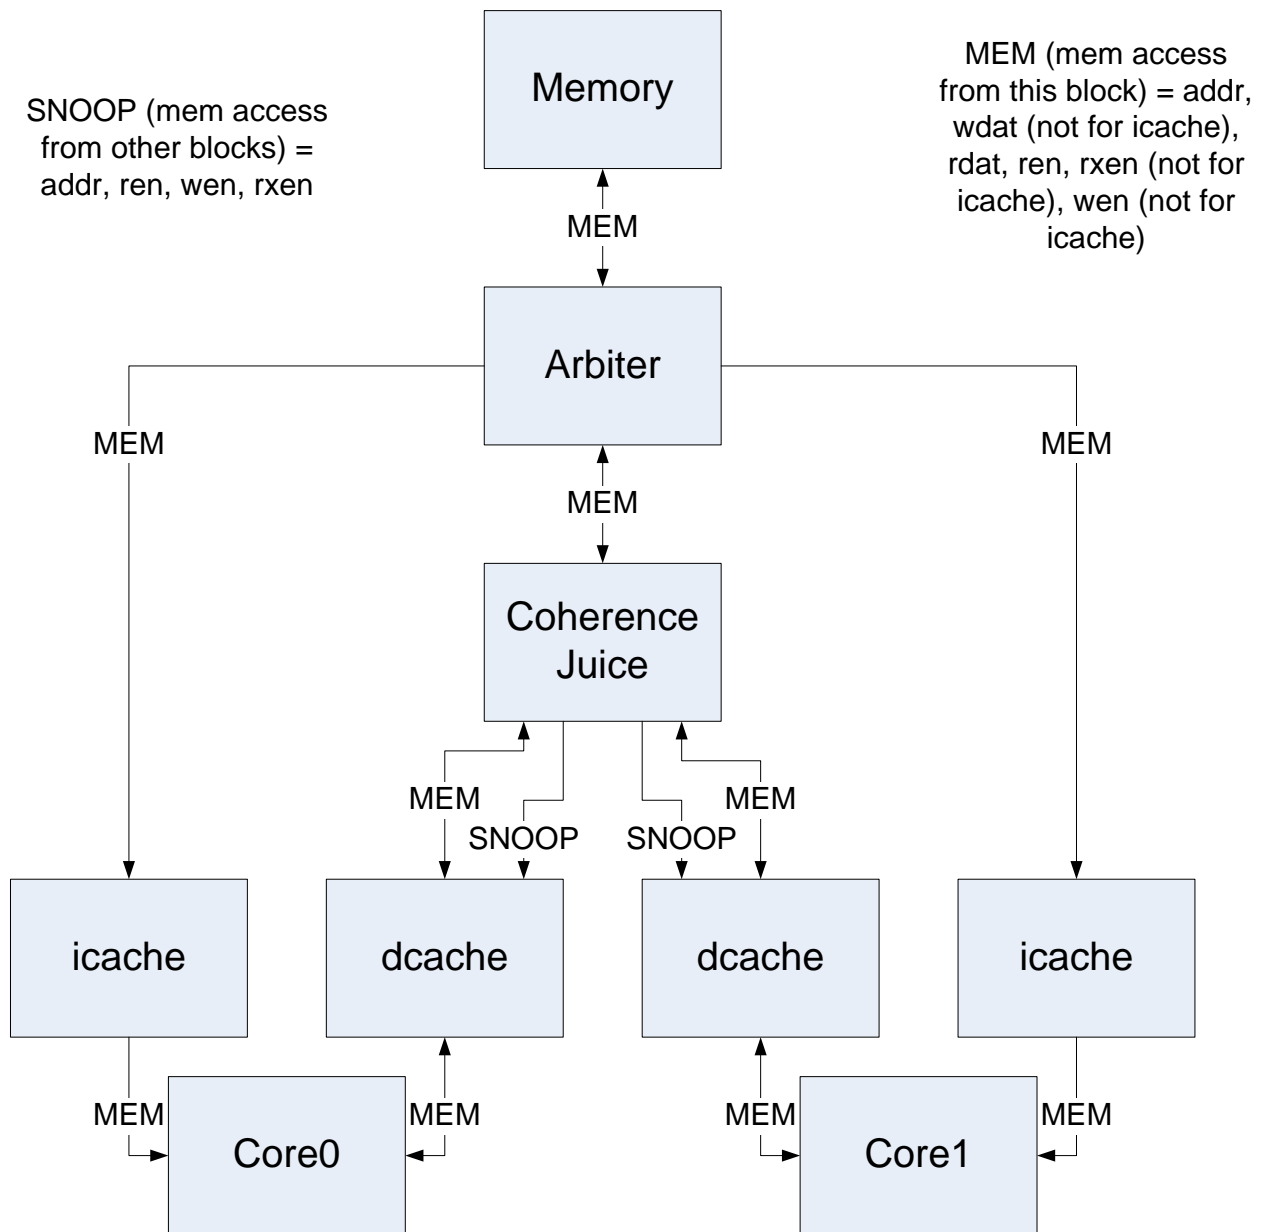 Memory
SNOOP (mem access
from other blocks) =
addr, ren, wen, rxen
MEM (mem access
from this block) = addr,
wdat (not for icache),
rdat, ren, rxen (not for
icache), wen (not for
icache)
MEM
Arbiter
MEM
MEM
MEM
Coherence
Juice
MEM
MEM
SNOOP
SNOOP
icache
dcache
dcache
icache
MEM
MEM
MEM
MEM
Core0
Core1